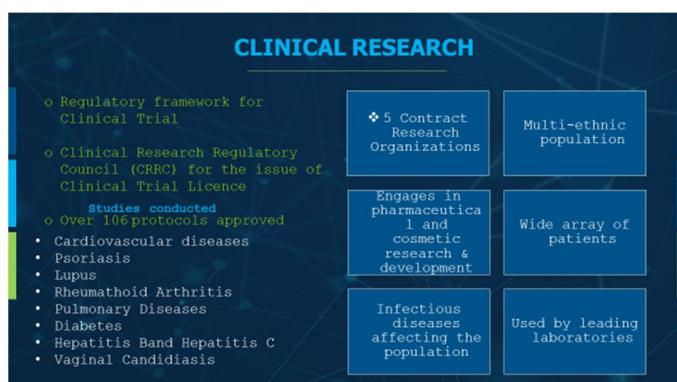 CLINICAL RESEARCH
o Regulatory framework for
Clinical Trial
o Clinical Research Regulatory
Council (CRRC) for the issue of
Clinical Trial Licence
Studies conducted
o Over 106 protocols approved
• Cardiovascular diseases
• Psoriasis
• Lupus
• Rheumatoid Arthritis
• Pulmonary Diseases
• Diabetes
• Hepatitis Band Hepatitis C
• Vaginal Candidiasis
❖ 5 Contract
Research
Organizations
Multi-ethnic
population
Engages in
pharmaceutica
l and
cosmetic
research &
development
Wide array of
patients
Infectious
diseases
affecting the
population
Used by leading
laboratories